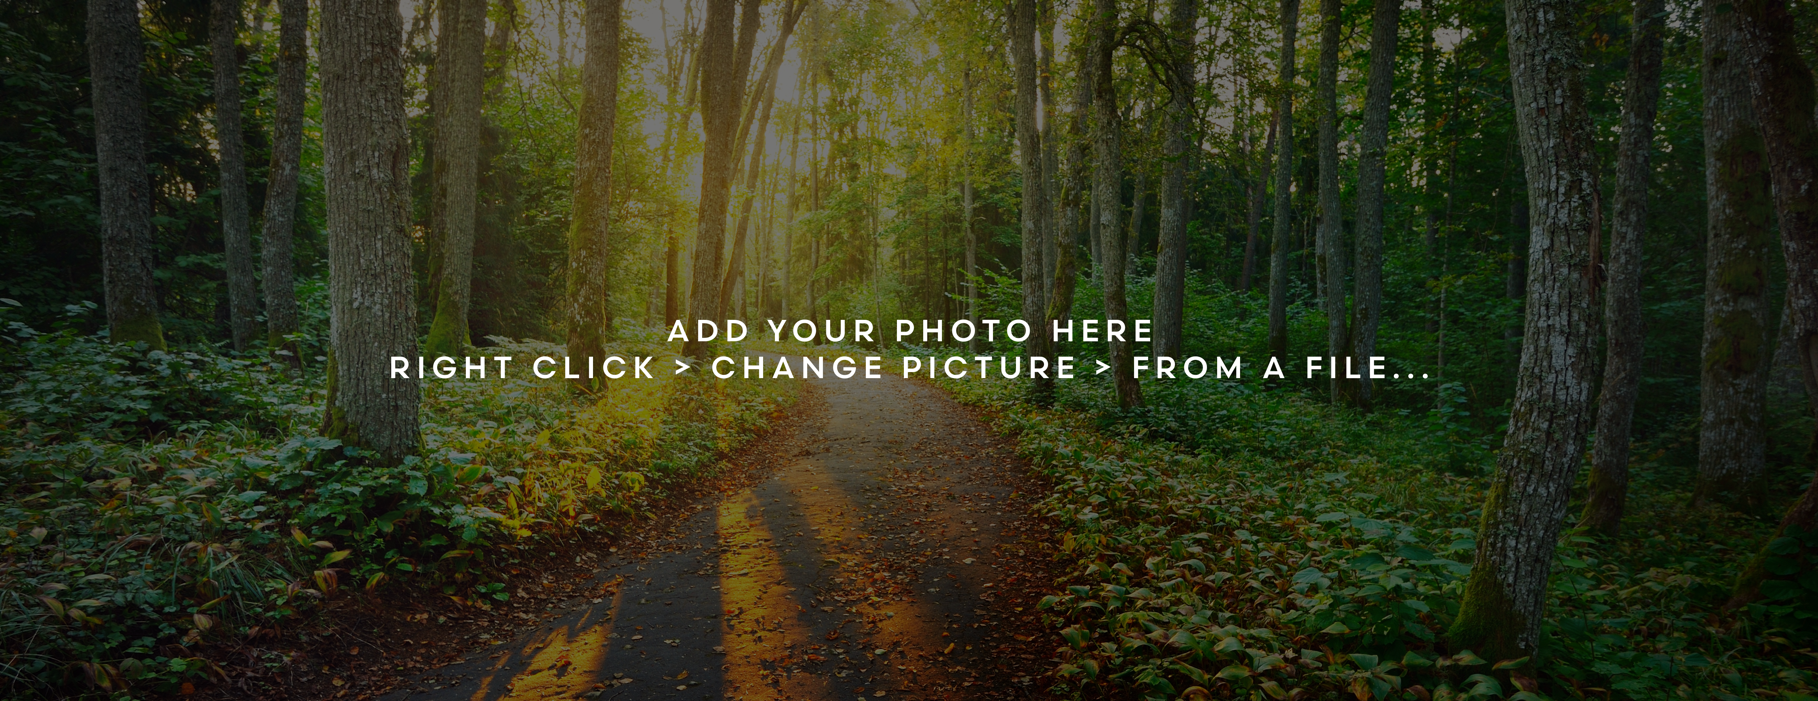 ADD YOUR PHOTO HERE
RIGHT CLICK > CHANGE PICTURE > FROM A FILE...